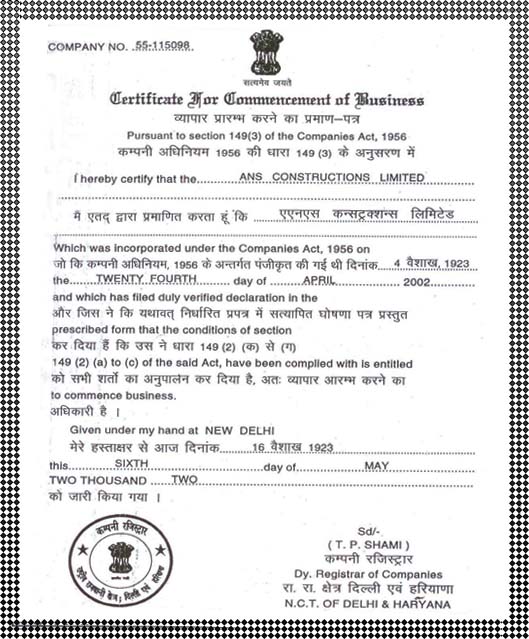 COMPANY NO. 55-115098
सत्यमेव जयते
Certificate For Commencement of Business
व्यापार प्रारम्भ करने का प्रमाण-पत्र
Pursuant to section 149(3) of the Companies Act, 1956
कम्पनी अधिनियम 1956 की धारा 149 (3) के अनुसरण में
I hereby certify that the ANS CONSTRUCTIONS LIMITED
मैं एतद् द्वारा प्रमाणित करता हूं कि एएनएस कन्सट्रक्शन्स लिमिटेड
Which was incorporated under the Companies Act, 1956 on
जो कि कम्पनी अधिनियम, 1956 के अन्तर्गत पंजीकृत की गई थी दिनांक 4 वैशाख, 1923
the TWENTY FOURTH day of APRIL 2002
and which has filed duly verified declaration in the
और जिस ने कि यथावत् निर्धारित प्रपत्र में सत्यापित घोषणा पत्र प्रस्तुत
prescribed form that the conditions of section
कर दिया हैं कि उस ने धारा 149 (2) (क) से (ग)
149 (2) (a) to (c) of the said Act, have been complied with is entitled
को सभी शर्तो का अनुपालन कर दिया है, अतः व्यापार आरम्भ करने का
to commence business.
अधिकारी है ।
Given under my hand at NEW DELHI
मेरे हस्ताक्षर से आज दिनांक 16 वैशाख 1923
this SIXTH day of MAY
TWO THOUSAND TWO
को जारी किया गया ।
कम्पनी रजिस्ट्रार
राष्ट्रीय राजधानी क्षेत्र; दिल्ली एवं हरियाणा
Sd/-
( T. P. SHAMI )
कम्पनी रजिस्ट्रार
Dy. Registrar of Companies
रा. रा. क्षेत्र दिल्ली एवं हरियाणा
N.C.T. OF DELHI & HARYANA